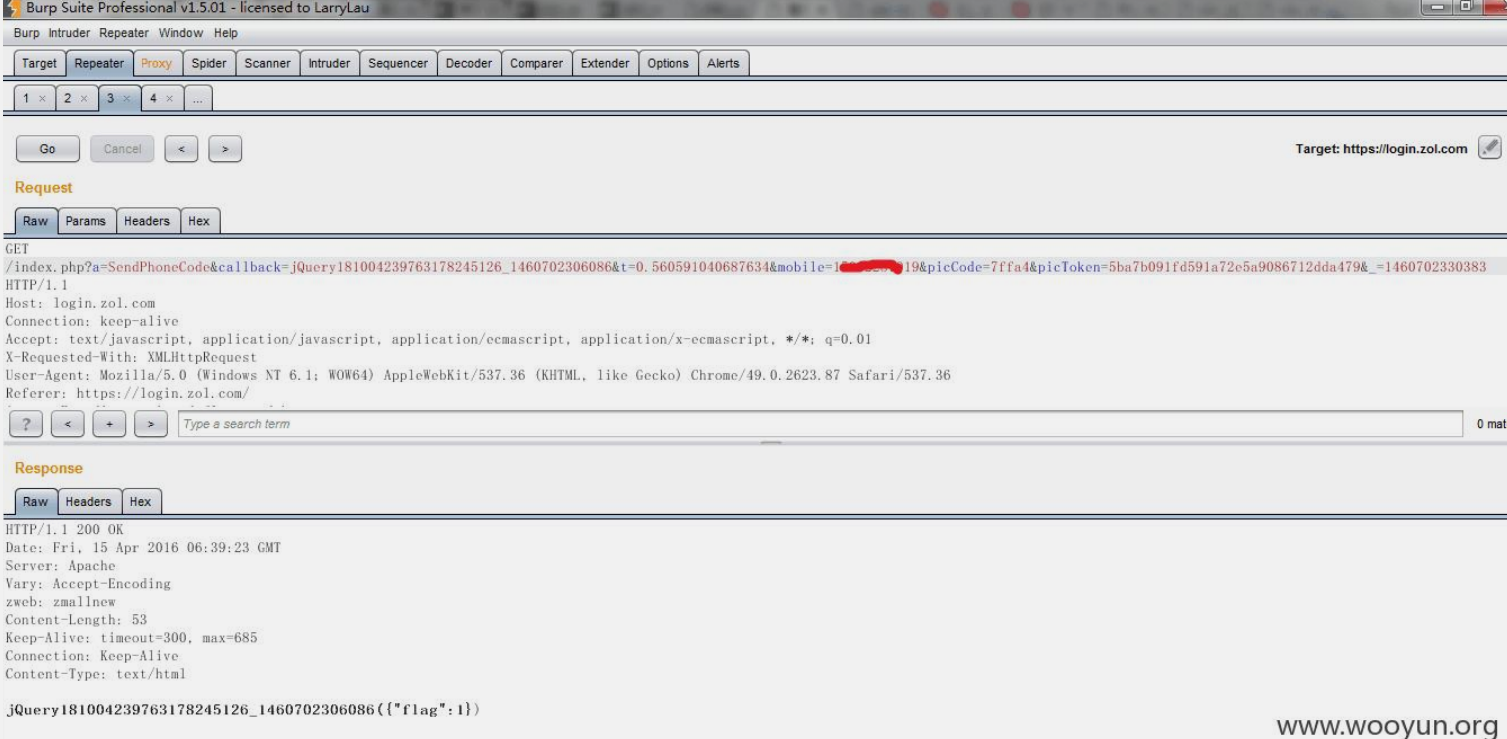 Burp Suite Professional v1.5.01 - licensed to LarryLau
Burp Intruder Repeater Window Help
Target Repeater Proxy Spider Scanner Intruder Sequencer Decoder Comparer Extender Options Alerts
1 × 2 × 3 × 4 × ...
Go Cancel < > Target: https://login.zol.com
Request
Raw Params Headers Hex
GET
/index.php?a=SendPhoneCode&callback=jQuery181004239763178245126_1460702306086&t=0.560591040687634&mobile=1 19&picCode=7ffa4&picToken=5ba7b091fd591a72e5a9086712dda479&_=1460702330383
HTTP/1.1
Host: login.zol.com
Connection: keep-alive
Accept: text/javascript, application/javascript, application/ecmascript, application/x-ecmascript, */*; q=0.01
X-Requested-With: XMLHttpRequest
User-Agent: Mozilla/5.0 (Windows NT 6.1; WOW64) AppleWebKit/537.36 (KHTML, like Gecko) Chrome/49.0.2623.87 Safari/537.36
Referer: https://login.zol.com/
? < + > Type a search term 0 mat
Response
Raw Headers Hex
HTTP/1.1 200 OK
Date: Fri, 15 Apr 2016 06:39:23 GMT
Server: Apache
Vary: Accept-Encoding
zweb: zmallnew
Content-Length: 53
Keep-Alive: timeout=300, max=685
Connection: Keep-Alive
Content-Type: text/html
jQuery181004239763178245126_1460702306086({"flag":1})
www.wooyun.org